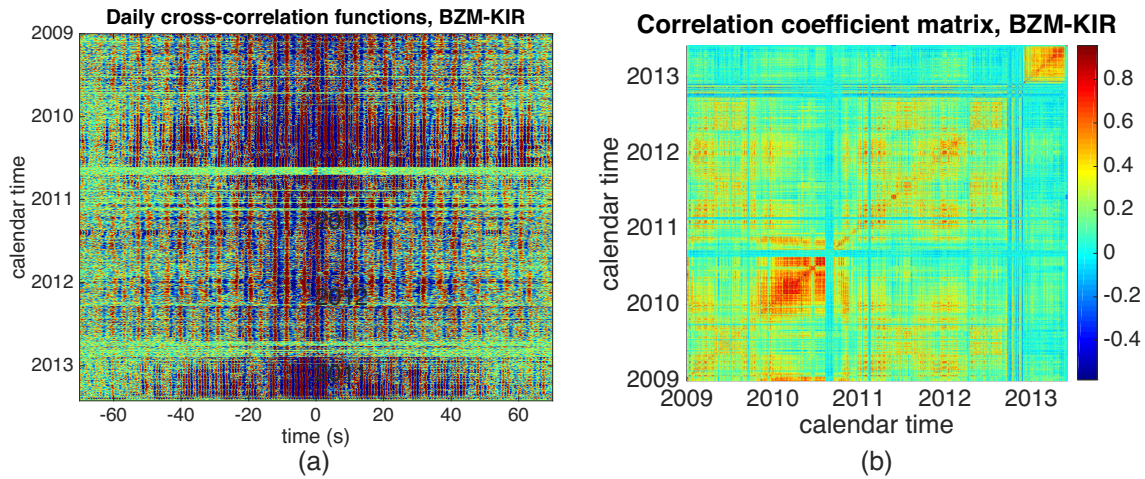 Daily cross-correlation functions, BZM-KIR
2009
2010
2011
2012
2013
calendar time
2012
-60 -40 -20 0 20 40 60
time (s)
(a)
Correlation coefficient matrix, BZM-KIR
2013
2012
2011
2010
2009
calendar time
2009 2010 2011 2012 2013
calendar time
0.8
0.6
0.4
0.2
0
-0.2
-0.4
(b)